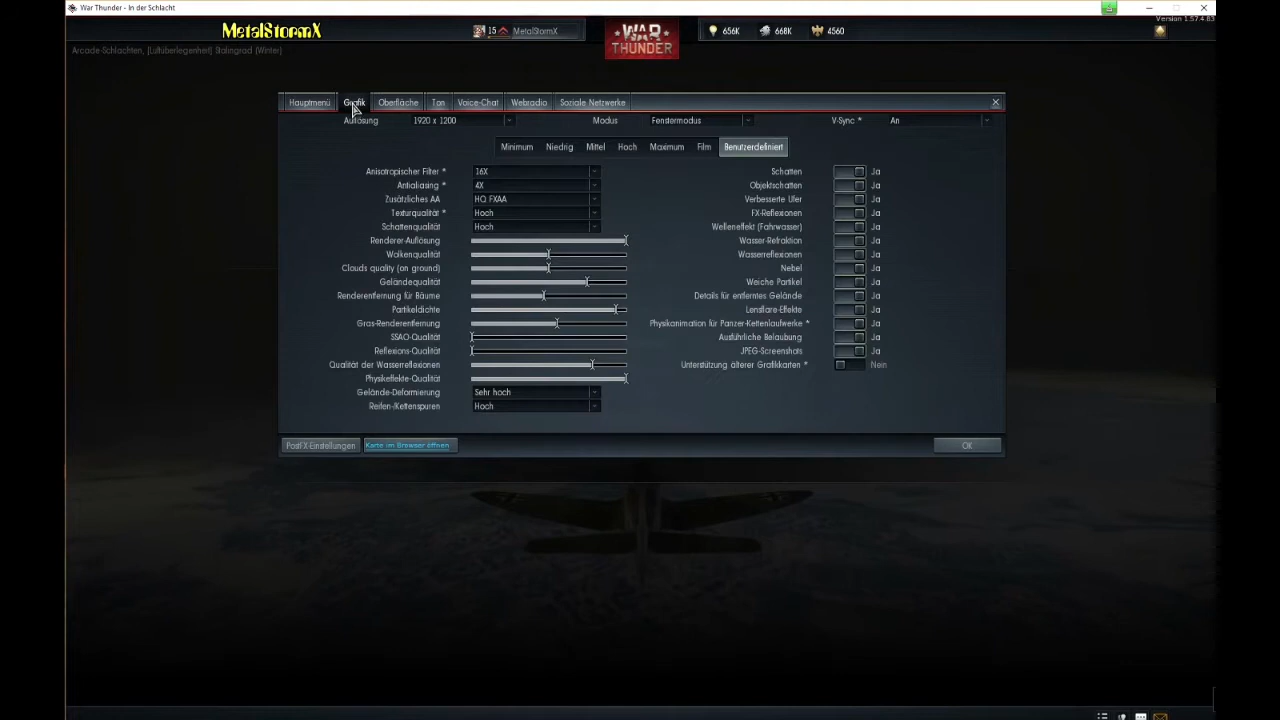 War Thunder - In der Schlacht
Version 1.57.4.83
MetalStormX
15 MetalStormX
WAR THUNDER
656K 668K 4560
Arcade-Schlachten, [Luftüberlegenheit] Stalingrad (Winter)
Hauptmenü Grafik Oberfläche Ton Voice-Chat Webradio Soziale Netzwerke
Auflösung 1920 x 1200 Modus Fenstermodus V-Sync * An
Minimum Niedrig Mittel Hoch Maximum Film Benutzerdefiniert
Anisotropischer Filter * 16X Schatten Ja
Antialiasing * 4X Objektschatten Ja
Zusätzliches AA HQ FXAA Verbesserte Ufer Ja
Texturqualität * Hoch FX-Reflexionen Ja
Schattenqualität Hoch Welleneffekt (Fahrwasser) Ja
Renderer-Auflösung Wasser-Refraktion Ja
Wolkenqualität Wasserreflexionen Ja
Clouds quality (on ground) Nebel Ja
Geländequalität Weiche Partikel Ja
Renderentfernung für Bäume Details für entferntes Gelände Ja
Partikeldichte Lensflare-Effekte Ja
Gras-Renderentfernung Physikanimation für Panzer-Kettenlaufwerke * Ja
SSAO-Qualität Ausführliche Belaubung Ja
Reflexions-Qualität JPEG-Screenshots Ja
Qualität der Wasserreflexionen Unterstützung älterer Grafikkarten * Nein
Physikeffekte-Qualität
Gelände-Deformierung Sehr hoch
Reifen-/Kettenspuren Hoch
PostFX-Einstellungen Karte im Browser öffnen OK